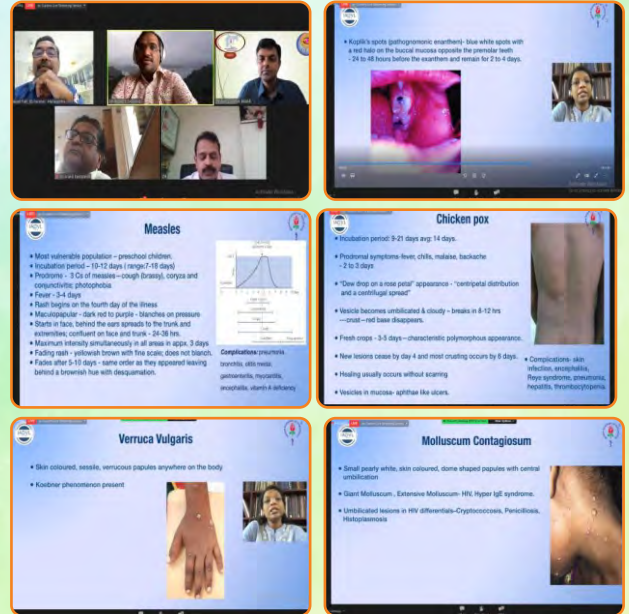 • Koplik's spots (pathognomonic enanthem)- blue white spots with
a red halo on the buccal mucosa opposite the premolar teeth
- 24 to 48 hours before the exanthem and remain for 2 to 4 days.
Measles
• Most vulnerable population – preschool children.
• Incubation period – 10-12 days ( range:7-18 days)
• Prodrome - 3 Cs of measles – cough (brassy), coryza and
conjunctivitis; photophobia.
• Fever - 3-4 days
• Rash begins on the fourth day of the illness
• Maculopapular - dark red to purple - blanches on pressure
• Starts in face, behind the ears spreads to the trunk and
extremities; confluent on face and trunk - 24-36 hrs.
• Maximum intensity simultaneously in all areas in appx. 3 days
• Fading rash - yellowish brown with fine scale; does not blanch.
• Fades after 5-10 days - same order as they appeared leaving
behind a brownish hue with desquamation.
Complications: pneumonia,
bronchitis, otitis media,
gastroenteritis, myocarditis,
encephalitis, vitamin A deficiency
Chicken pox
• Incubation period: 9-21 days avg: 14 days.
• Prodromal symptoms-fever, chills, malaise, backache
- 2 to 3 days
• "Dew drop on a rose petal" appearance - "centripetal distribution
and a centrifugal spread"
• Vesicle becomes umbilicated & cloudy - breaks in 8-12 hrs
—crust—red base disappears.
• Fresh crops - 3-5 days – characteristic polymorphous appearance.
• New lesions cease by day 4 and most crusting occurs by 6 days.
• Healing usually occurs without scarring
• Vesicles in mucosa- aphthae like ulcers.
• Complications- skin
infection, encephalitis,
Reye syndrome, pneumonia,
hepatitis, thrombocytopenia.
Verruca Vulgaris
• Skin coloured, sessile, verrucous papules anywhere on the body
• Koebner phenomenon present
Molluscum Contagiosum
• Small pearly white, skin coloured, dome shaped papules with central
umbilication
• Giant Molluscum , Extensive Molluscum- HIV, Hyper IgE syndrome.
• Umbilicated lesions in HIV differentials-Cryptococcosis, Penicilliosis,
Histoplasmosis